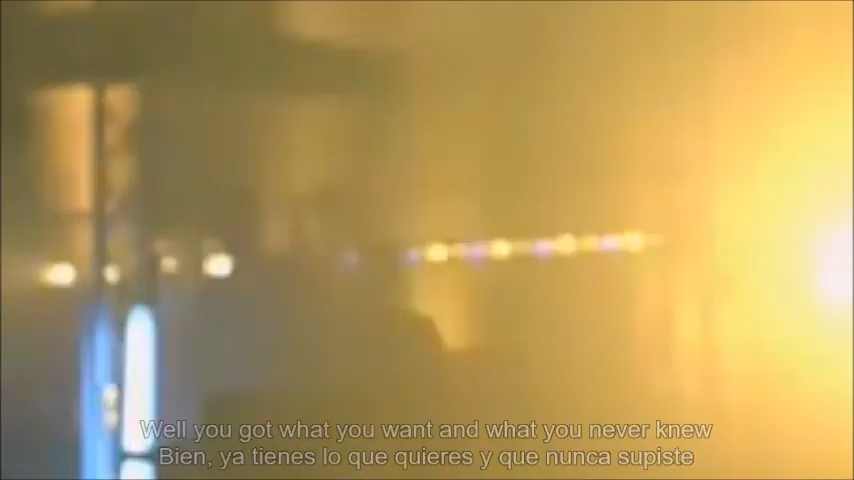 Well you got what you want and what you never knew
Bien, ya tienes lo que quieres y que nunca supiste